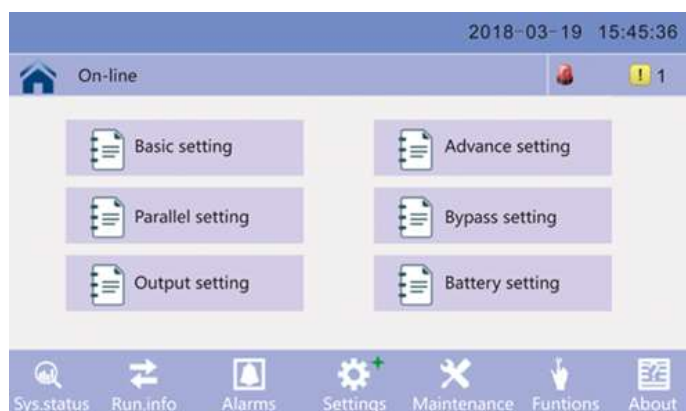 2018-03-19 15:45:36
On-line
! 1
Basic setting
Advance setting
Parallel setting
Bypass setting
Output setting
Battery setting
Sys.status Run.info Alarms Settings Maintenance Funtions About